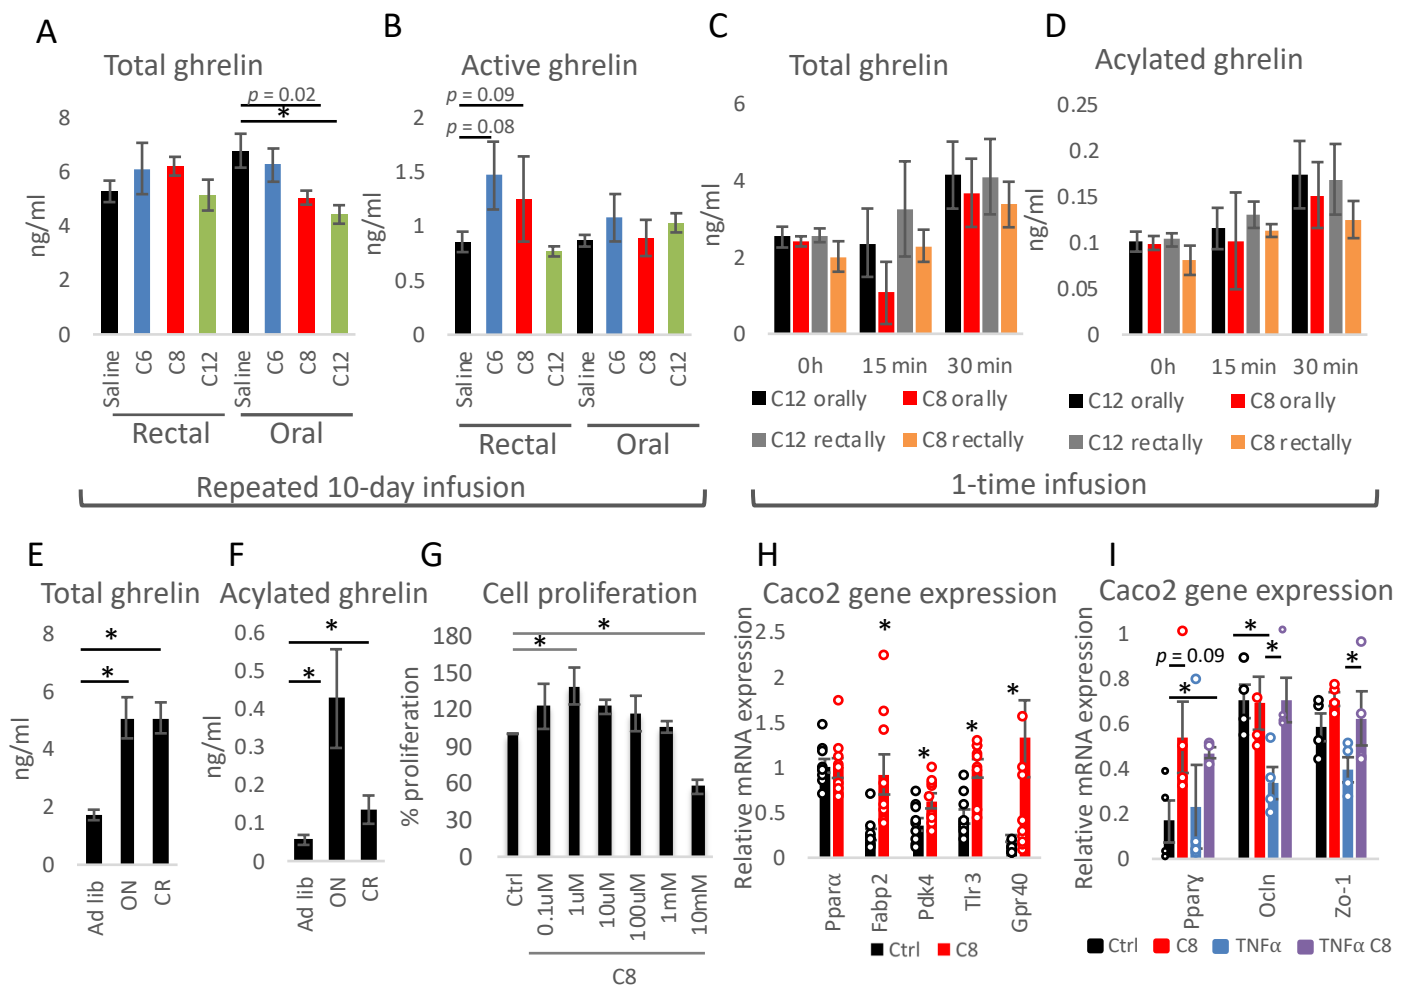 A
Total ghrelin
p = 0.02
*
8
6
4
2
0
ng/ml
Saline
C6
C8
C12
Saline
C6
C8
C12
Rectal
Oral
B
Active ghrelin
p = 0.09
p = 0.08
2
1.5
1
0.5
0
ng/ml
Saline
C6
C8
C12
Saline
C6
C8
C12
Rectal
Oral
Repeated 10-day infusion
C
Total ghrelin
6
4
2
0
ng/ml
0h
15 min
30 min
C12 orally
C8 orally
C12 rectally
C8 rectally
D
Acylated ghrelin
0.25
0.2
0.15
0.1
0.05
0
ng/ml
0h
15 min
30 min
C12 orally
C8 orally
C12 rectally
C8 rectally
1-time infusion
E
Total ghrelin
8
6
4
2
0
ng/ml
*
*
Ad lib
ON
CR
F
Acylated ghrelin
0.6
0.5
0.4
0.3
0.2
0.1
0
ng/ml
*
*
Ad lib
ON
CR
G
Cell proliferation
180
150
120
90
60
30
0
% proliferation
*
*
Ctrl
0.1uM
1uM
10uM
100uM
1mM
10mM
C8
H
Caco2 gene expression
2.5
2
1.5
1
0.5
0
Relative mRNA expression
*
*
*
*
Pparα
Fabp2
Pdk4
Tlr3
Gpr40
Ctrl
C8
I
Caco2 gene expression
1
0.8
0.6
0.4
0.2
0
Relative mRNA expression
p = 0.09
*
*
*
*
Pparɣ
Ocln
Zo-1
Ctrl
C8
TNFα
TNFα C8